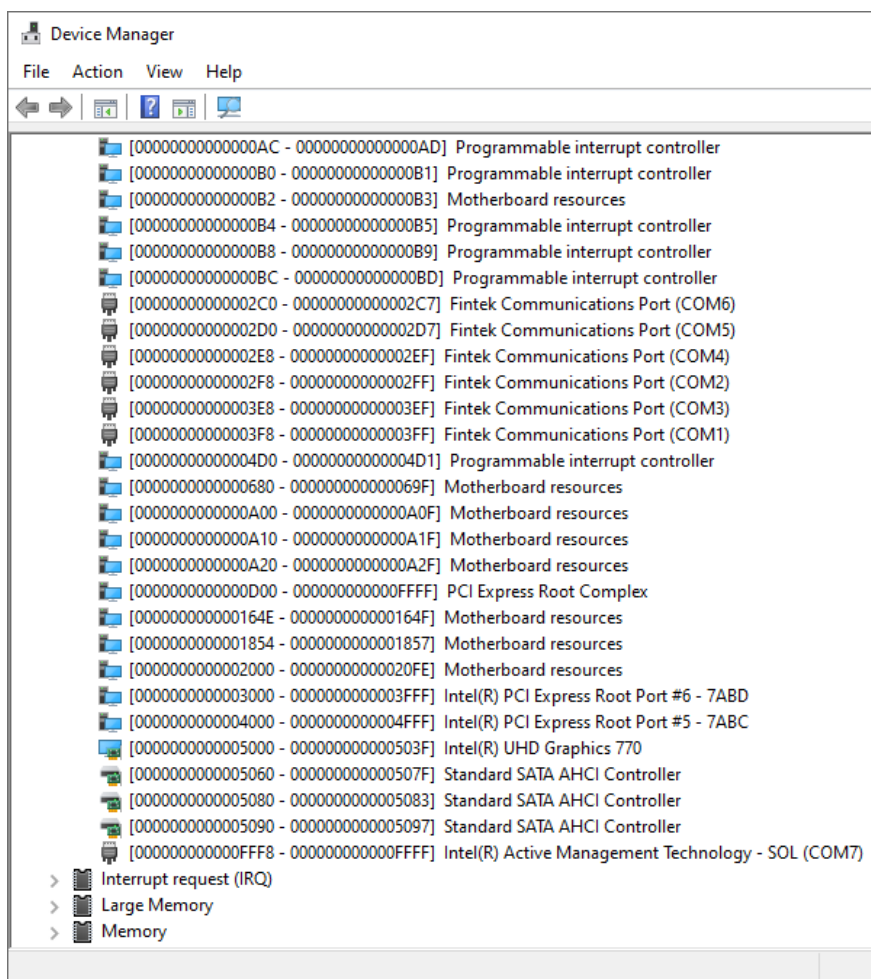 Device Manager
File Action View Help
[00000000000000AC - 00000000000000AD] Programmable interrupt controller
[00000000000000B0 - 00000000000000B1] Programmable interrupt controller
[00000000000000B2 - 00000000000000B3] Motherboard resources
[00000000000000B4 - 00000000000000B5] Programmable interrupt controller
[00000000000000B8 - 00000000000000B9] Programmable interrupt controller
[00000000000000BC - 00000000000000BD] Programmable interrupt controller
[00000000000002C0 - 00000000000002C7] Fintek Communications Port (COM6)
[00000000000002D0 - 00000000000002D7] Fintek Communications Port (COM5)
[00000000000002E8 - 00000000000002EF] Fintek Communications Port (COM4)
[00000000000002F8 - 00000000000002FF] Fintek Communications Port (COM2)
[00000000000003E8 - 00000000000003EF] Fintek Communications Port (COM3)
[00000000000003F8 - 00000000000003FF] Fintek Communications Port (COM1)
[00000000000004D0 - 00000000000004D1] Programmable interrupt controller
[0000000000000680 - 000000000000069F] Motherboard resources
[0000000000000A00 - 0000000000000A0F] Motherboard resources
[0000000000000A10 - 0000000000000A1F] Motherboard resources
[0000000000000A20 - 0000000000000A2F] Motherboard resources
[0000000000000D00 - 000000000000FFFF] PCI Express Root Complex
[000000000000164E - 000000000000164F] Motherboard resources
[0000000000001854 - 0000000000001857] Motherboard resources
[0000000000002000 - 00000000000020FE] Motherboard resources
[0000000000003000 - 0000000000003FFF] Intel(R) PCI Express Root Port #6 - 7ABD
[0000000000004000 - 0000000000004FFF] Intel(R) PCI Express Root Port #5 - 7ABC
[0000000000005000 - 000000000000503F] Intel(R) UHD Graphics 770
[0000000000005060 - 000000000000507F] Standard SATA AHCI Controller
[0000000000005080 - 0000000000005083] Standard SATA AHCI Controller
[0000000000005090 - 0000000000005097] Standard SATA AHCI Controller
[000000000000FFF8 - 000000000000FFFF] Intel(R) Active Management Technology - SOL (COM7)
Interrupt request (IRQ)
Large Memory
Memory